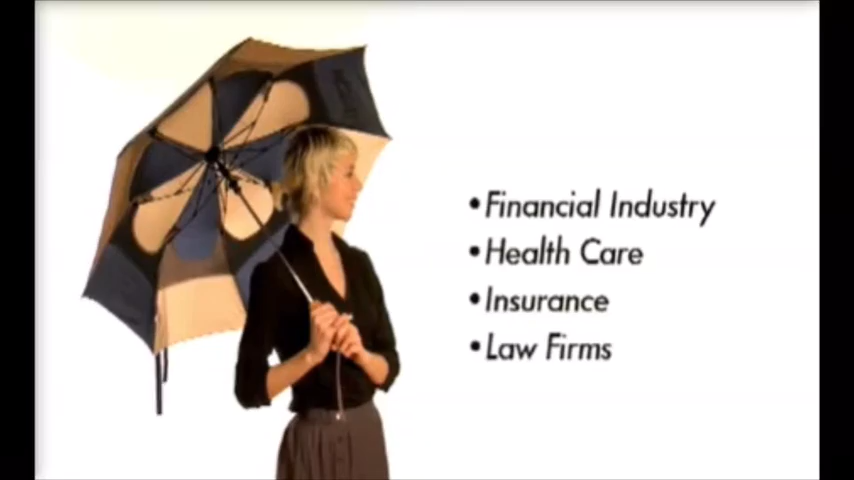 •Financial Industry
•Health Care
•Insurance
•Law Firms